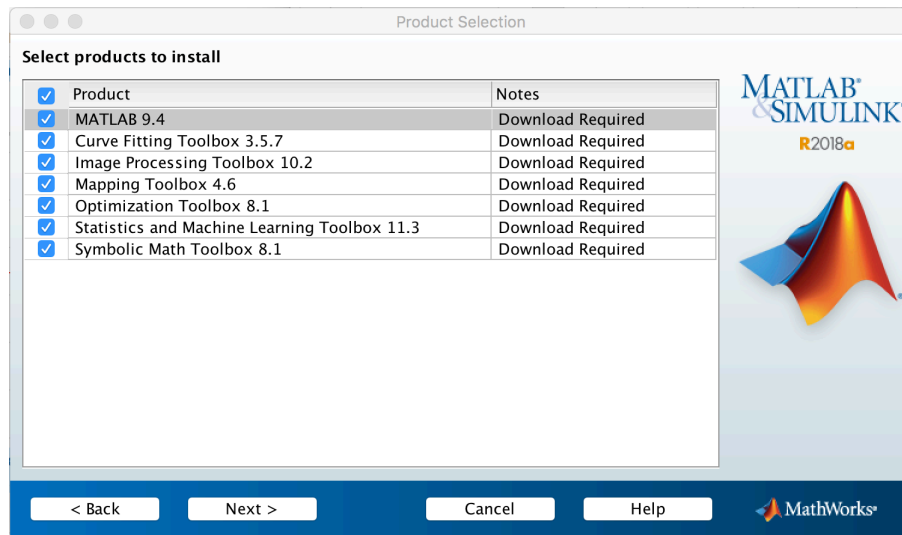 Product Selection
Select products to install
Product Notes
MATLAB 9.4 Download Required
Curve Fitting Toolbox 3.5.7 Download Required
Image Processing Toolbox 10.2 Download Required
Mapping Toolbox 4.6 Download Required
Optimization Toolbox 8.1 Download Required
Statistics and Machine Learning Toolbox 11.3 Download Required
Symbolic Math Toolbox 8.1 Download Required
MATLAB®
&SIMULINK®
R2018a
< Back Next > Cancel Help MathWorks®